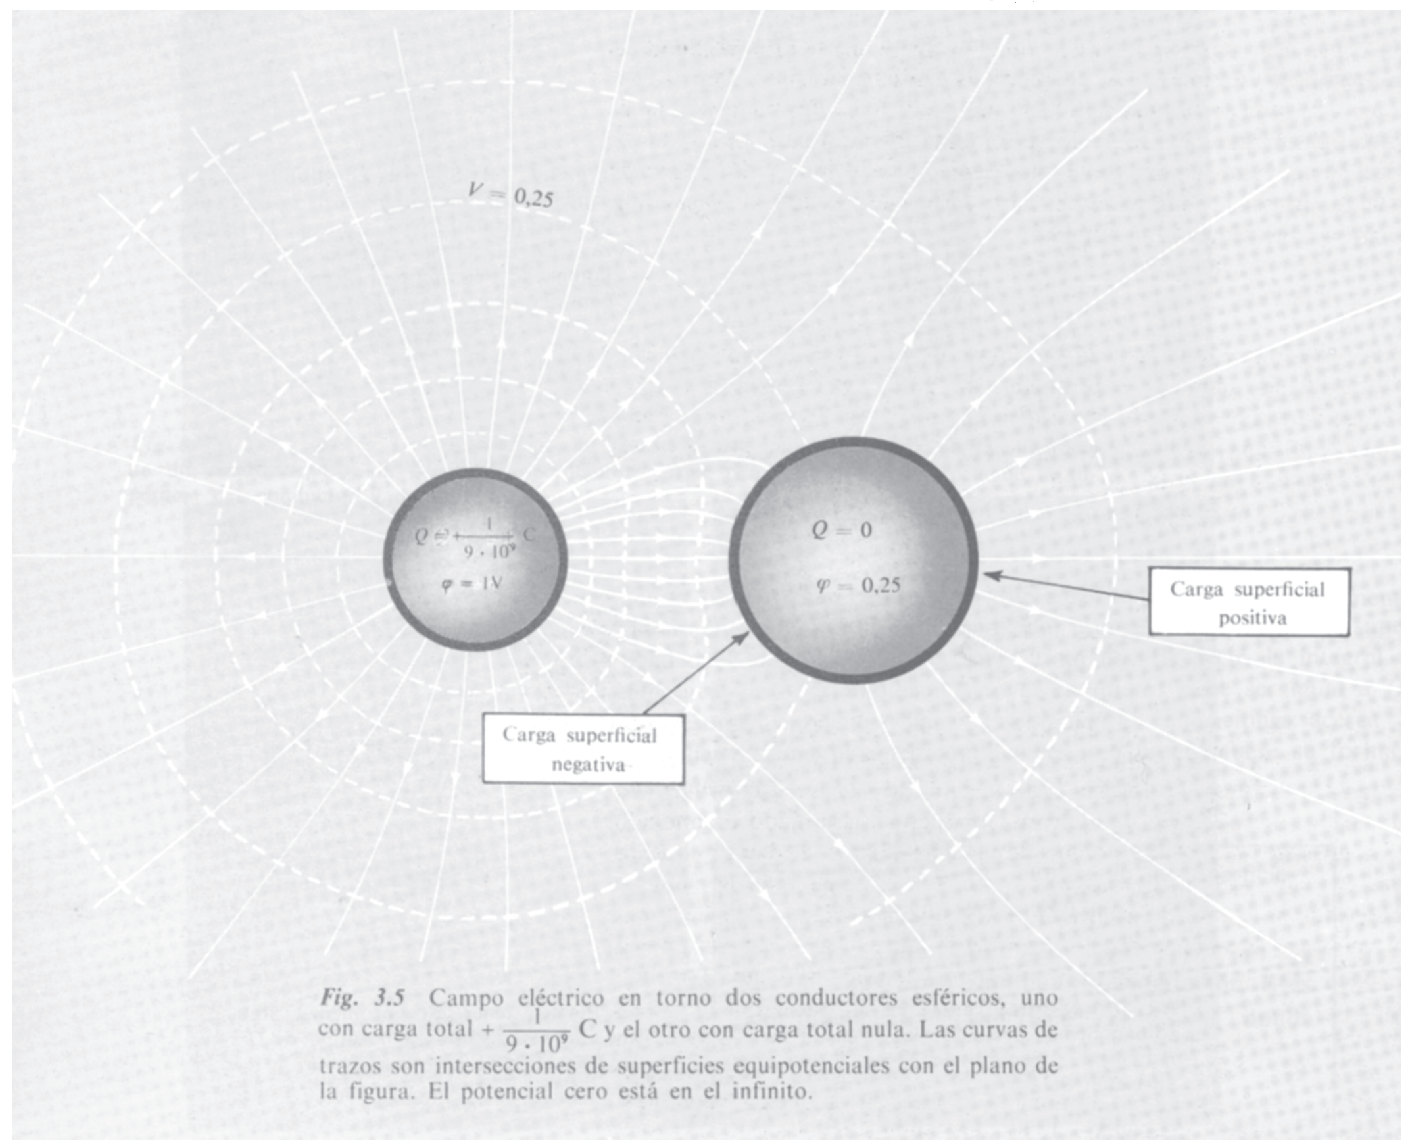 V = 0,25
Q = + 1 / 9 · 10⁹ C
φ = 1V
Q = 0
φ = 0,25
Carga superficial
positiva
Carga superficial
negativa
Fig. 3.5 Campo eléctrico en torno dos conductores esféricos, uno
con carga total + 1 / 9 · 10⁹ C y el otro con carga total nula. Las curvas de
trazos son intersecciones de superficies equipotenciales con el plano de
la figura. El potencial cero está en el infinito.